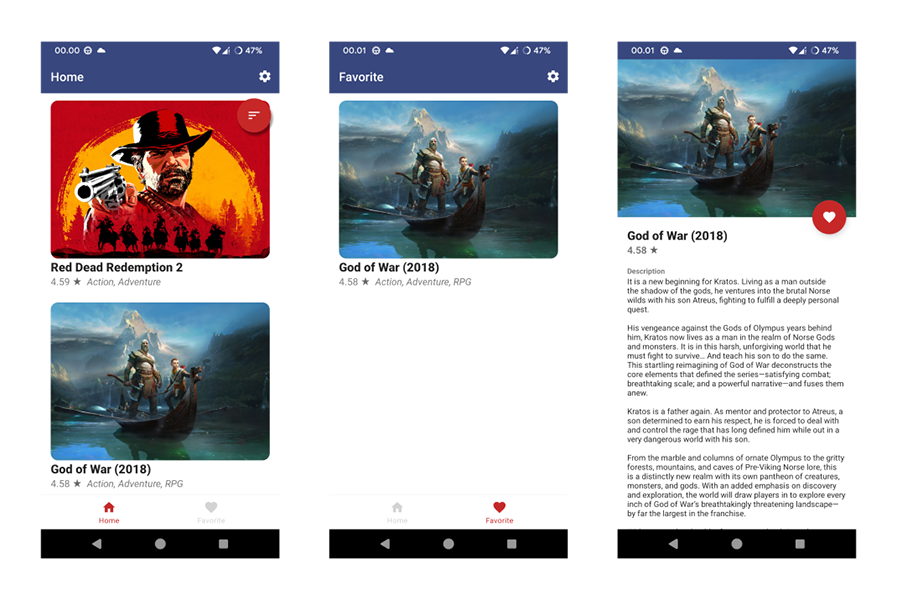 00.00 47%
Home
Red Dead Redemption 2
4.59 ★ Action, Adventure
God of War (2018)
4.58 ★ Action, Adventure, RPG
Home Favorite
00.01 47%
Favorite
God of War (2018)
4.58 ★ Action, Adventure, RPG
Home Favorite
00.01 47%
God of War (2018)
4.58 ★
Description
It is a new beginning for Kratos. Living as a man outside
the shadow of the gods, he ventures into the brutal Norse
wilds with his son Atreus, fighting to fulfill a deeply personal
quest.
His vengeance against the Gods of Olympus years behind
him, Kratos now lives as a man in the realm of Norse Gods
and monsters. It is in this harsh, unforgiving world that he
must fight to survive… And teach his son to do the same.
This startling reimagining of God of War deconstructs the
core elements that defined the series—satisfying combat;
breathtaking scale; and a powerful narrative—and fuses them
anew.
Kratos is a father again. As mentor and protector to Atreus, a
son determined to earn his respect, he is forced to deal with
and control the rage that has long defined him while out in a
very dangerous world with his son.
From the marble and columns of ornate Olympus to the gritty
forests, mountains, and caves of Pre-Viking Norse lore, this
is a distinctly new realm with its own pantheon of creatures,
monsters, and gods. With an added emphasis on discovery
and exploration, the world will draw players in to explore every
inch of God of War's breathtakingly threatening landscape—
by far the largest in the franchise.